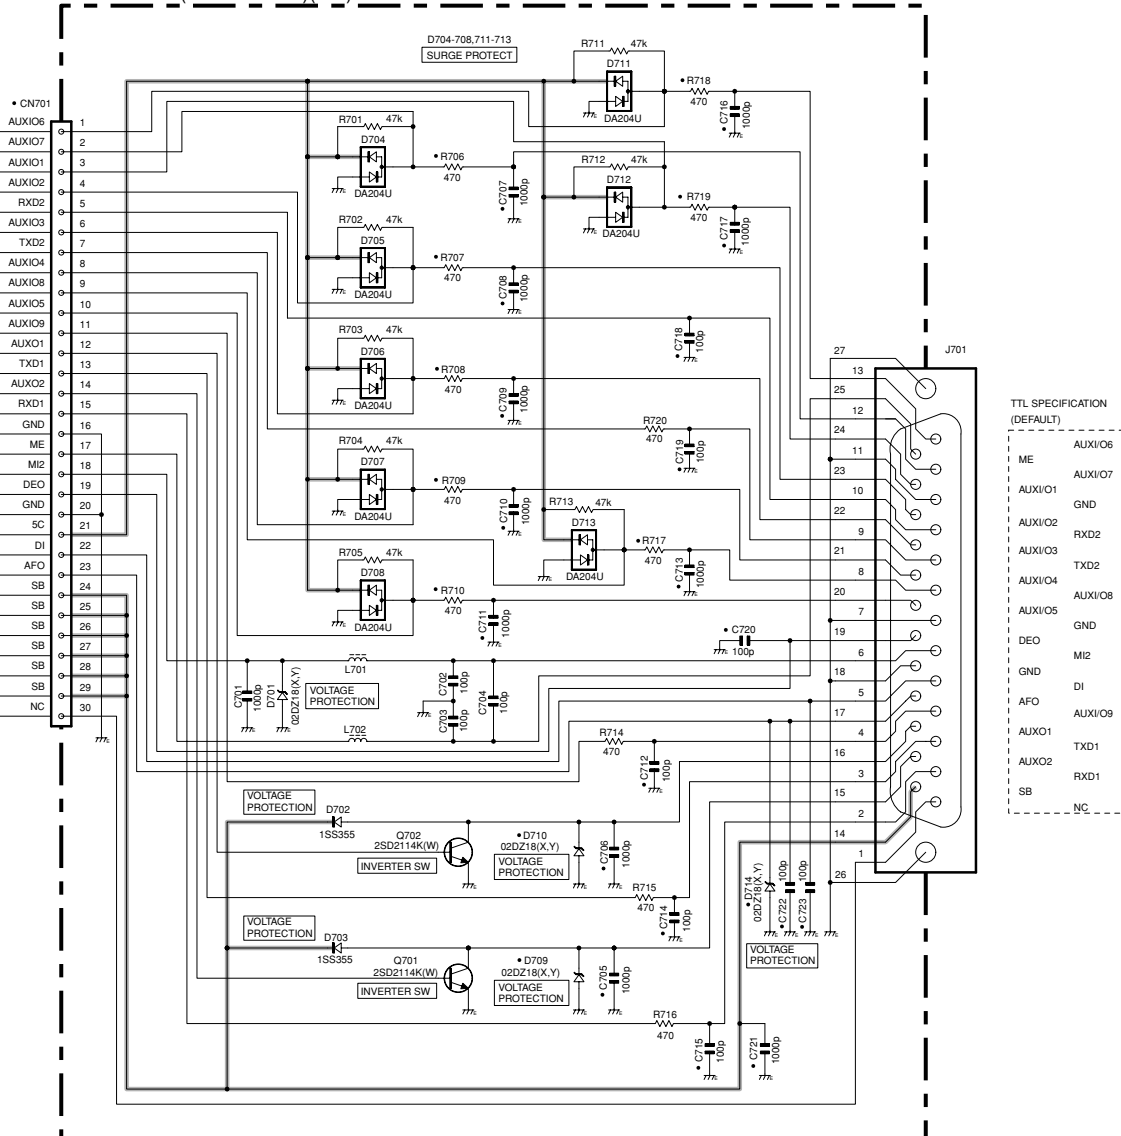 D704-708,711-713
SURGE PROTECT
R711 47k
D711
DA204U
• R718
470
• C716
1000p
• CN701
AUXIO6 1
AUXIO7 2
AUXIO1 3
AUXIO2 4
RXD2 5
AUXIO3 6
TXD2 7
AUXIO4 8
AUXIO8 9
AUXIO5 10
AUXIO9 11
AUXO1 12
TXD1 13
AUXO2 14
RXD1 15
GND 16
ME 17
MI2 18
DEO 19
GND 20
5C 21
DI 22
AFO 23
SB 24
SB 25
SB 26
SB 27
SB 28
SB 29
NC 30
R701 47k
D704
DA204U
• R706
470
• C707
1000p
R712 47k
D712
DA204U
• R719
470
• C717
1000p
R702 47k
D705
DA204U
• R707
470
• C708
1000p
• C718
100p
R703 47k
D706
DA204U
• R708
470
• C709
1000p
R720
470
• C719
100p
R704 47k
D707
DA204U
• R709
470
• C710
1000p
R713 47k
D713
DA204U
• R717
470
• C713
1000p
R705 47k
D708
DA204U
• R710
470
• C711
1000p
• C720
100p
C701
1000p
D701
02DZ18(X,Y)
L701
VOLTAGE
PROTECTION
C702
100p
C703
100p
C704
1000p
L702
R714
470
• C712
100p
VOLTAGE
PROTECTION
D702
1SS355
Q702
2SD2114K(W)
INVERTER SW
• D710
02DZ18(X,Y)
VOLTAGE
PROTECTION
• C706
1000p
R715
470
• C714
100p
VOLTAGE
PROTECTION
D703
1SS355
Q701
2SD2114K(W)
INVERTER SW
• D709
02DZ18(X,Y)
VOLTAGE
PROTECTION
• C705
1000p
R716
470
• C715
100p
• C721
1000p
• D714
02DZ18(X,Y)
• C722
100p
• C723
100p
VOLTAGE
PROTECTION
J701
27
13
25
12
24
11
23
10
22
9
21
8
20
7
19
6
18
5
17
4
16
3
15
2
14
1
26
TTL SPECIFICATION
(DEFAULT)
AUXI/O6
ME
AUXI/O7
AUXI/O1
GND
AUXI/O2
RXD2
AUXI/O3
TXD2
AUXI/O4
AUXI/O8
AUXI/O5
GND
DEO
MI2
GND
DI
AFO
AUXI/O9
AUXO1
TXD1
AUXO2
RXD1
SB
NC